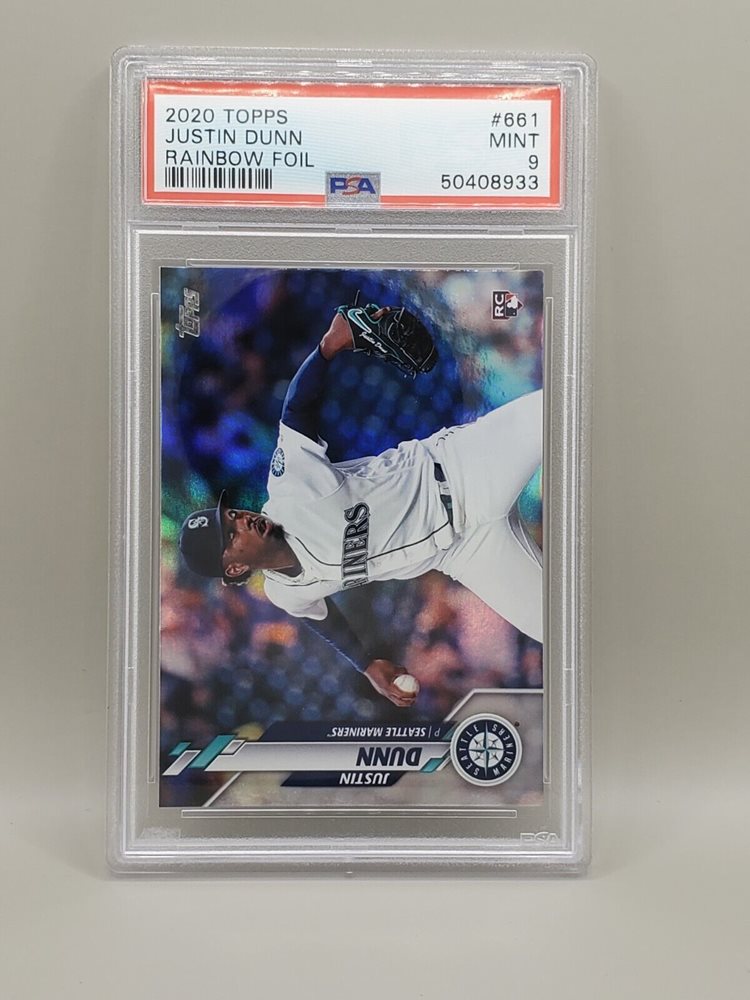 2020 TOPPS #661
JUSTIN DUNN MINT
RAINBOW FOIL 9
PSA 50408933
Topps
RC
INERS
S
P | SEATTLE MARINERS®
DUNN
JUSTIN
SEATTLE MARINERS
PSA